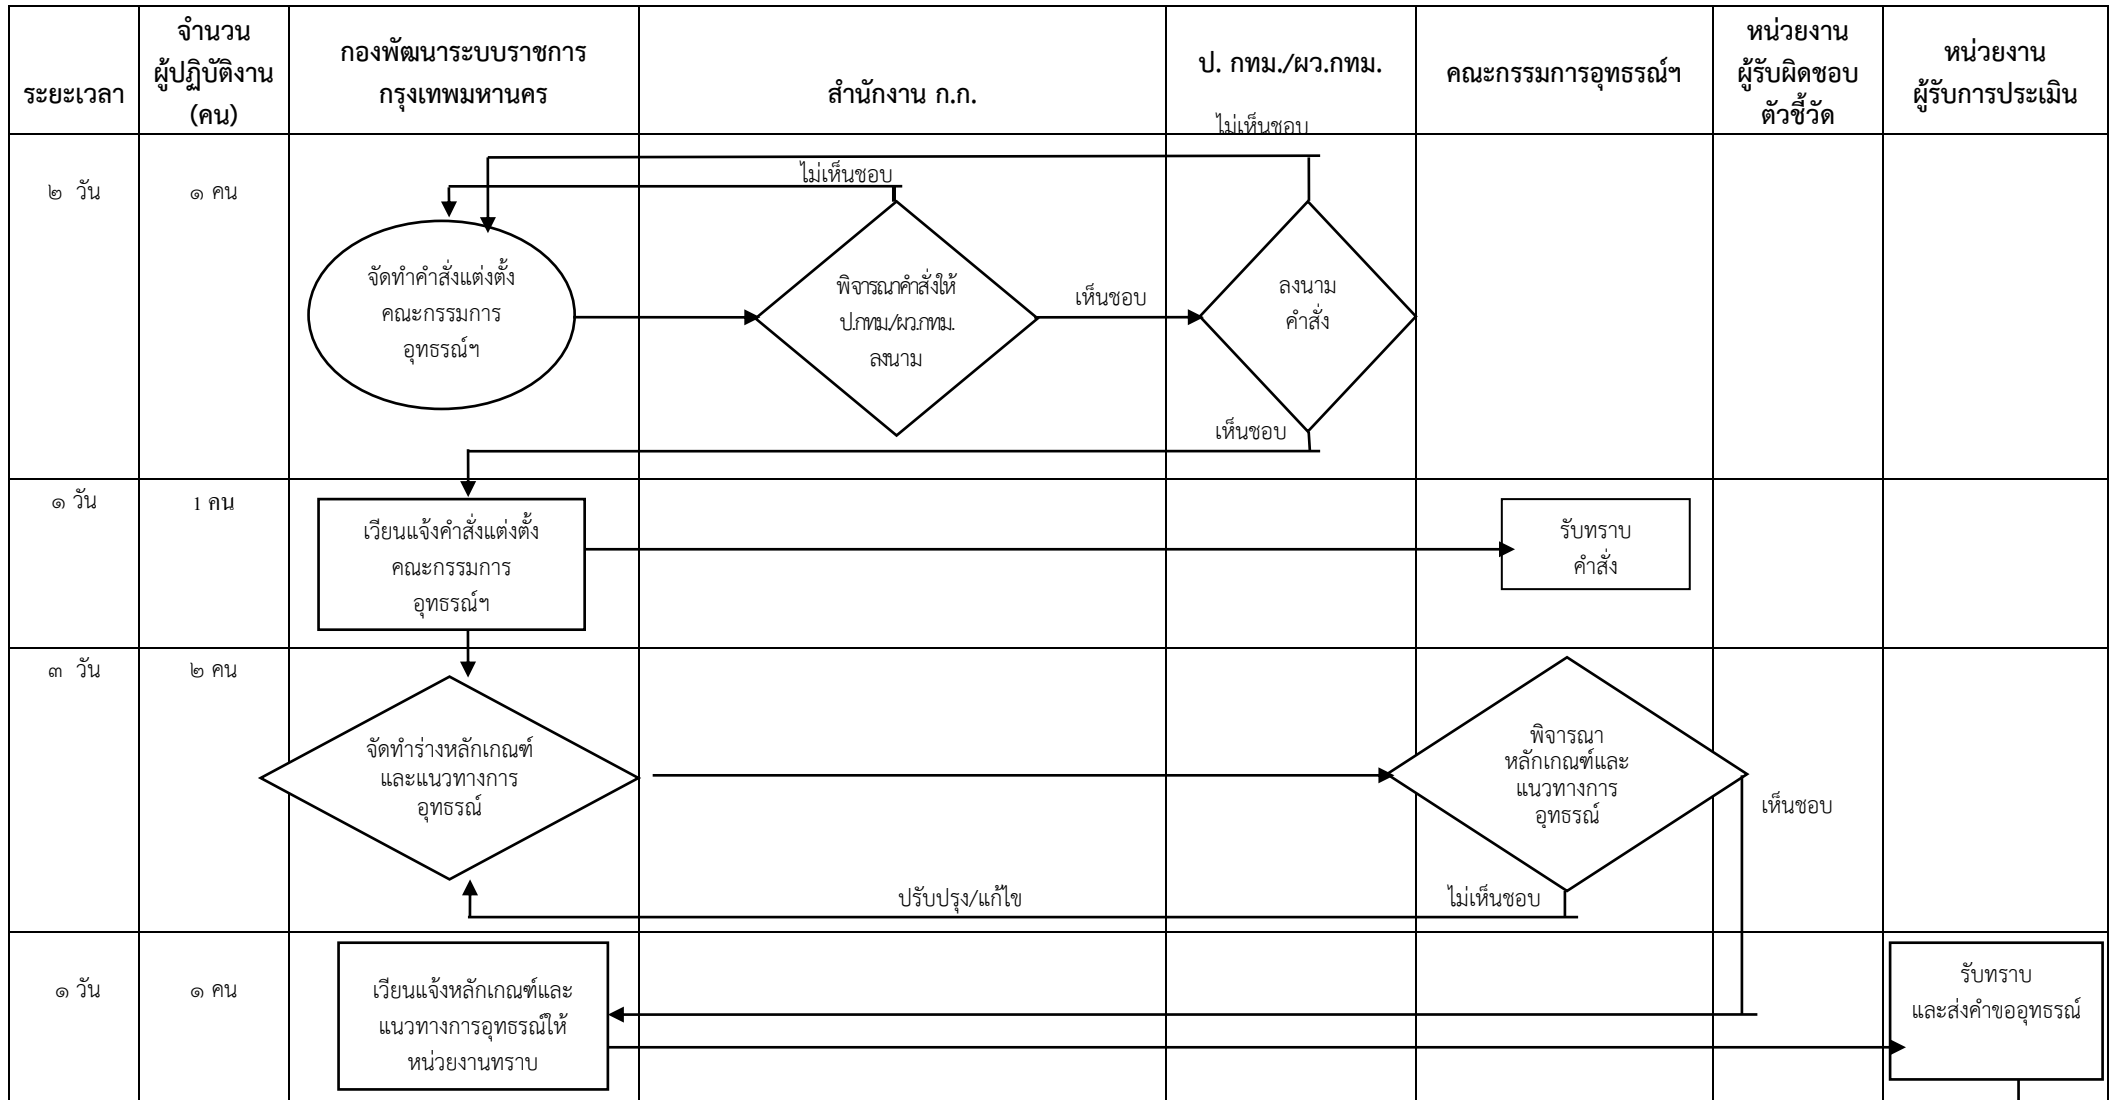 ระยะเวลา
จำนวน
ผู้ปฏิบัติงาน
(คน)
กองพัฒนาระบบราชการ
กรุงเทพมหานคร
สำนักงาน ก.ก.
ป. กทม./ผว.กทม.
คณะกรรมการอุทธรณ์ฯ
หน่วยงาน
ผู้รับผิดชอบ
ตัวชี้วัด
หน่วยงาน
ผู้รับการประเมิน
ไม่เห็นชอบ
ไม่เห็นชอบ
๒ วัน
๑ คน
จัดทำคำสั่งแต่งตั้ง
คณะกรรมการ
อุทธรณ์ฯ
พิจารณาคำสั่งให้
ป.กทม./ผว.กทม.
ลงนาม
เห็นชอบ
ลงนาม
คำสั่ง
เห็นชอบ
๑ วัน
1 คน
เวียนแจ้งคำสั่งแต่งตั้ง
คณะกรรมการ
อุทธรณ์ฯ
รับทราบ
คำสั่ง
๓ วัน
๒ คน
จัดทำร่างหลักเกณฑ์
และแนวทางการ
อุทธรณ์
พิจารณา
หลักเกณฑ์และ
แนวทางการ
อุทธรณ์
เห็นชอบ
ปรับปรุง/แก้ไข
ไม่เห็นชอบ
๑ วัน
๑ คน
เวียนแจ้งหลักเกณฑ์และ
แนวทางการอุทธรณ์ให้
หน่วยงานทราบ
รับทราบ
และส่งคำขออุทธรณ์